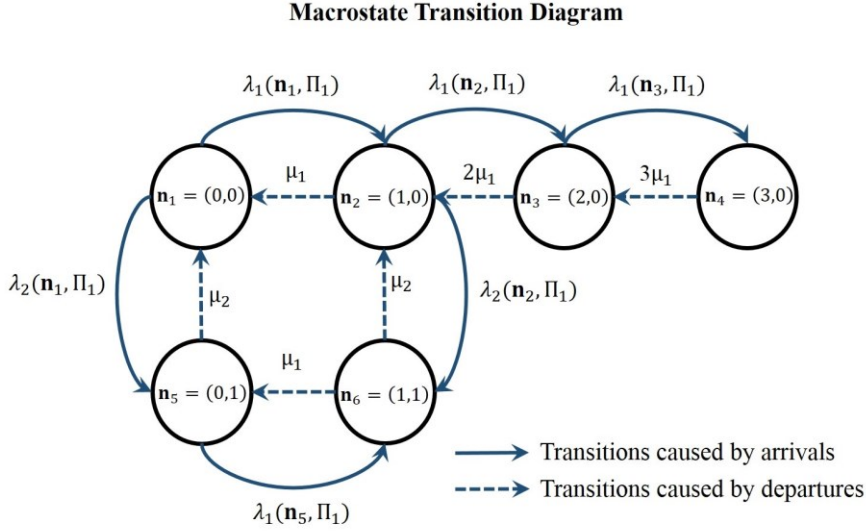 Macrostate Transition Diagram
λ₁(n₁, Π₁)
λ₁(n₂, Π₁)
λ₁(n₃, Π₁)
n₁ = (0,0)
μ₁
n₂ = (1,0)
2μ₁
n₃ = (2,0)
3μ₁
n₄ = (3,0)
λ₂(n₁, Π₁)
μ₂
μ₂
λ₂(n₂, Π₁)
n₅ = (0,1)
μ₁
n₆ = (1,1)
λ₁(n₅, Π₁)
Transitions caused by arrivals
Transitions caused by departures